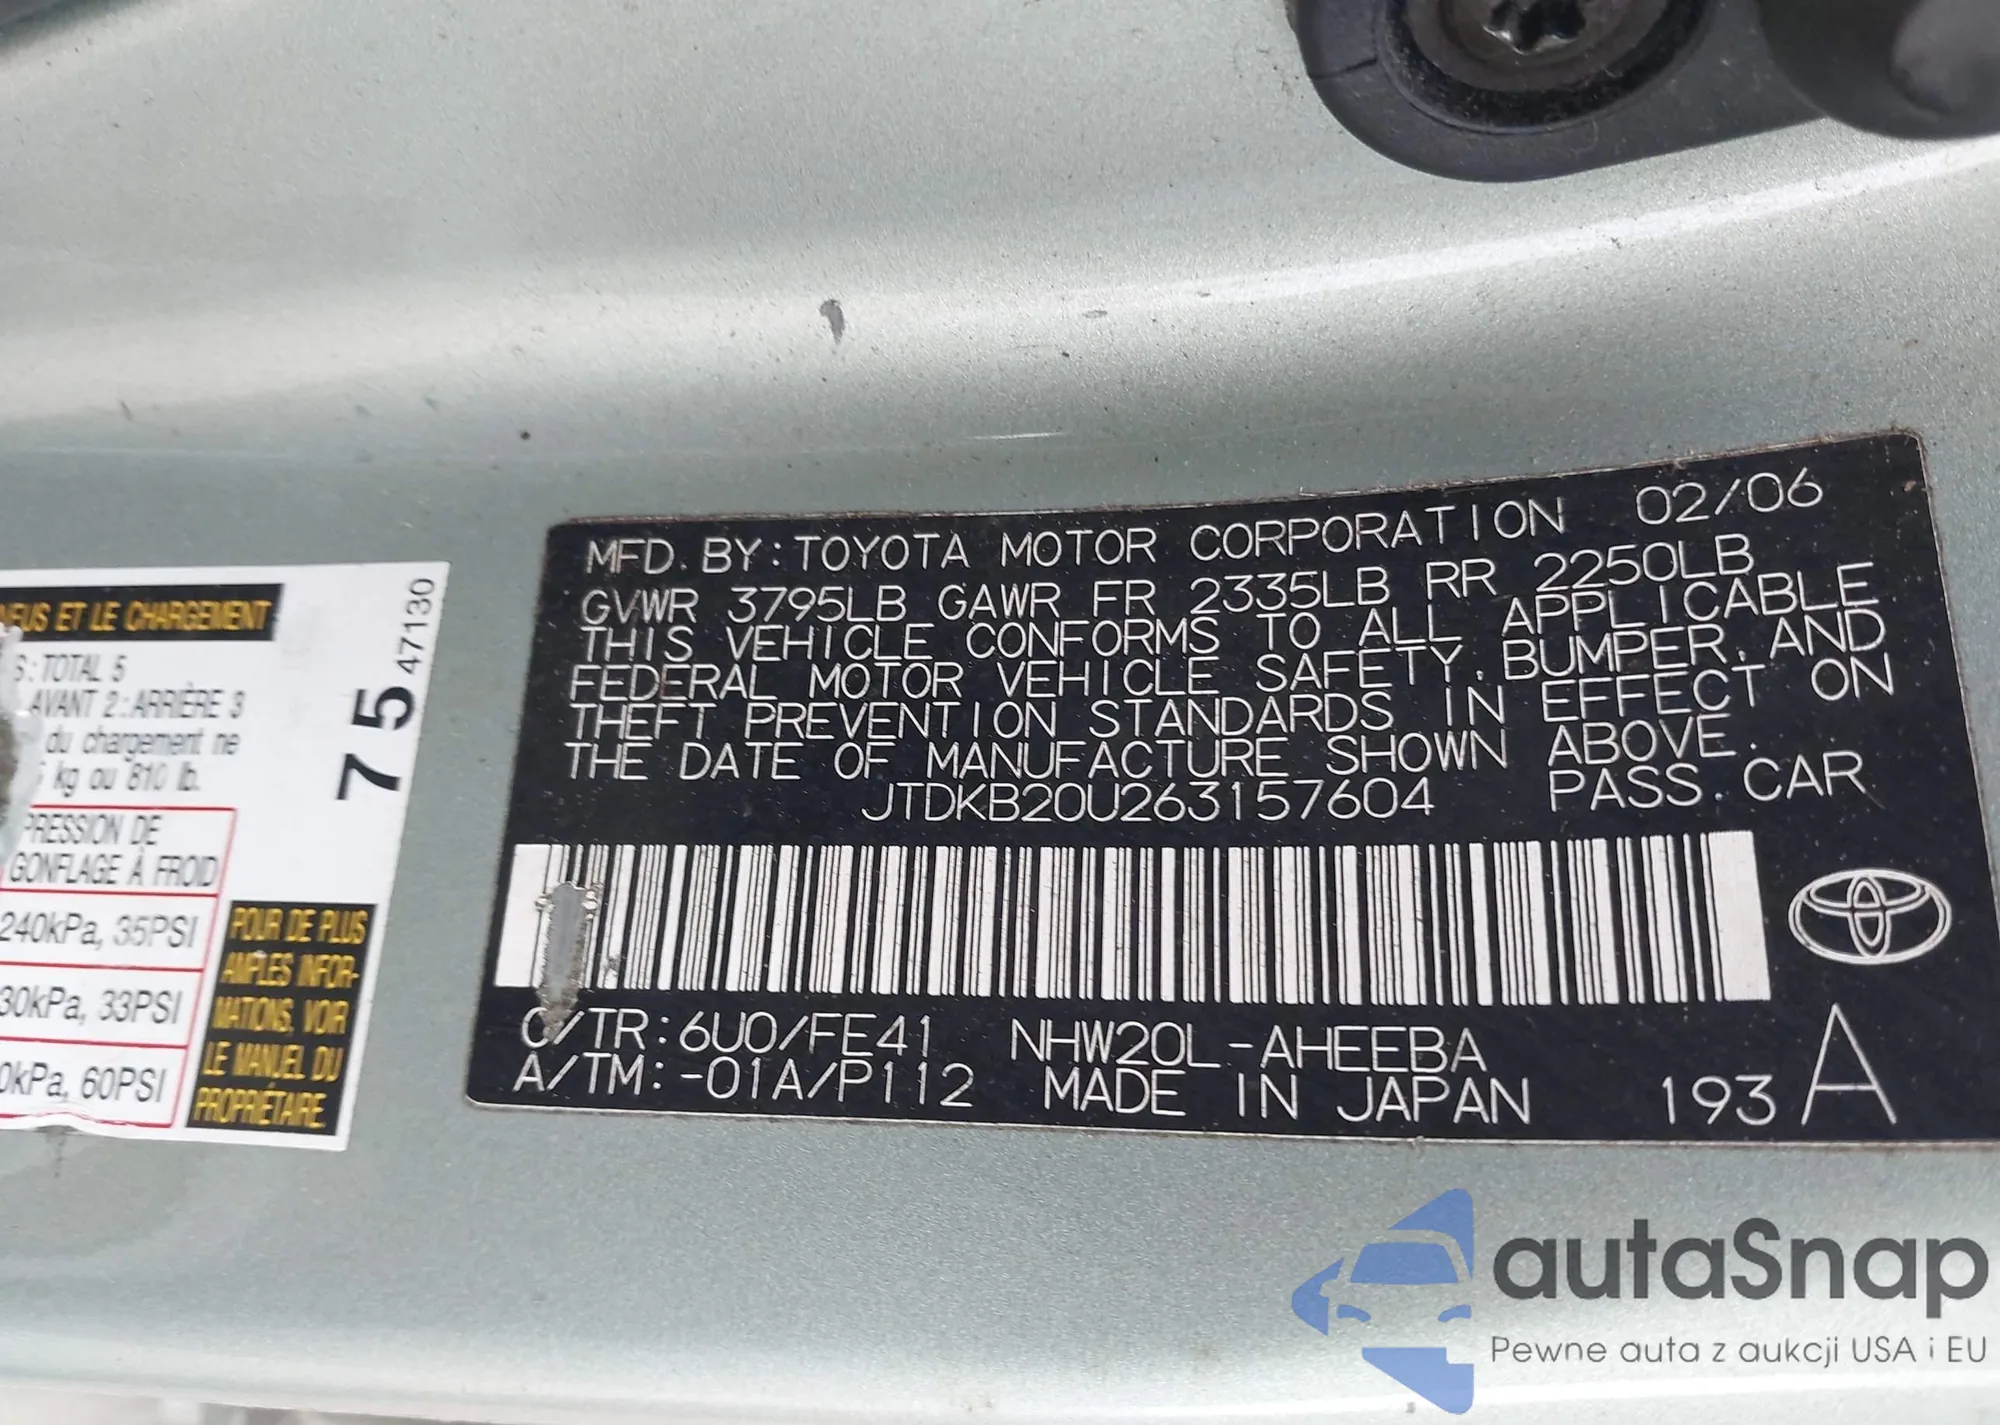 NEUS ET LE CHARGEMENT
S: TOTAL 5
AVANT 2: ARRIÈRE 3
du chargement ne
kg ou 810 lb.
PRESSION DE
GONFLAGE À FROID
240kPa, 35PSI
30kPa, 33PSI
0kPa, 60PSI
POUR DE PLUS
AMPLES INFOR-
MATIONS, VOIR
LE MANUEL DU
PROPRIÉTAIRE.
75
47130
MFD. BY: TOYOTA MOTOR CORPORATION 02/06
GVWR 3795LB GAWR FR 2335LB RR 2250LB
THIS VEHICLE CONFORMS TO ALL APPLICABLE
FEDERAL MOTOR VEHICLE SAFETY, BUMPER, AND
THEFT PREVENTION STANDARDS IN EFFECT ON
THE DATE OF MANUFACTURE SHOWN ABOVE.
JTDKB20U263157604 PASS. CAR
C/TR: 6U0/FE41 NHW20L-AHEEBA
A/TM: -01A/P112 MADE IN JAPAN 193 A
autaSnap
Pewne auta z aukcji USA i EU